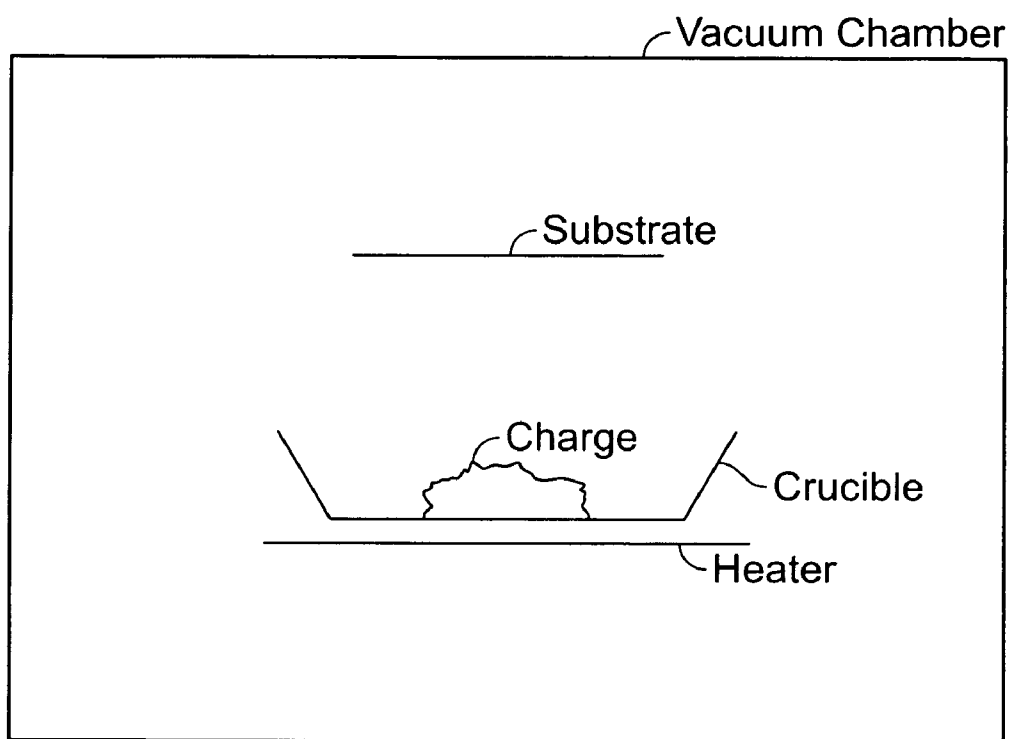 Vacuum Chamber
Substrate
Charge
Crucible
Heater